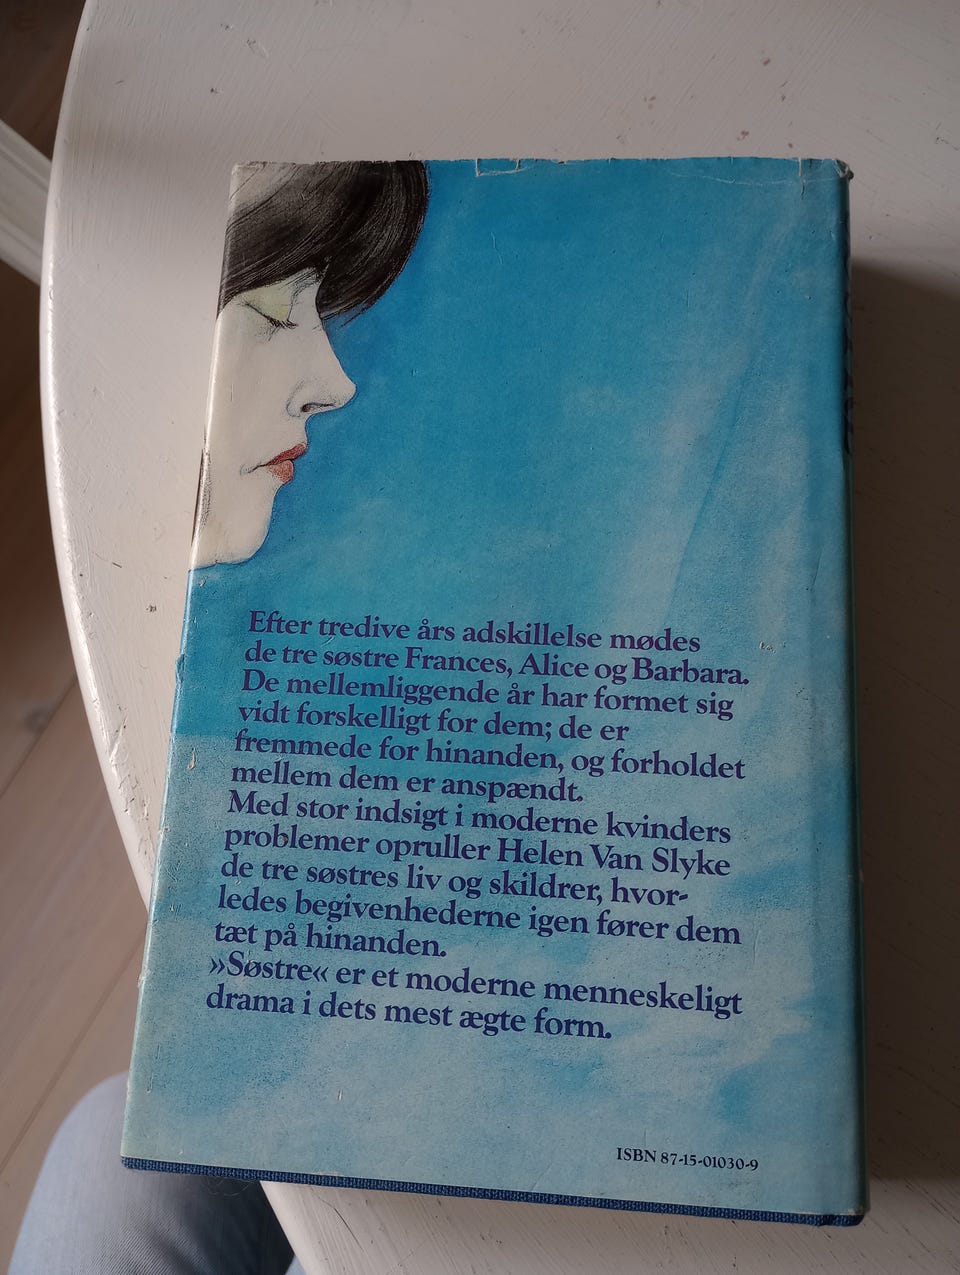 Efter tredive års adskillelse mødes
de tre søstre Frances, Alice og Barbara.
De mellemliggende år har formet sig
vidt forskelligt for dem; de er
fremmede for hinanden, og forholdet
mellem dem er anspændt.
Med stor indsigt i moderne kvinders
problemer opruller Helen Van Slyke
de tre søstres liv og skildrer, hvor-
ledes begivenhederne igen fører dem
tæt på hinanden.
»Søstre« er et moderne menneskeligt
drama i dets mest ægte form.
ISBN 87-15-01030-9